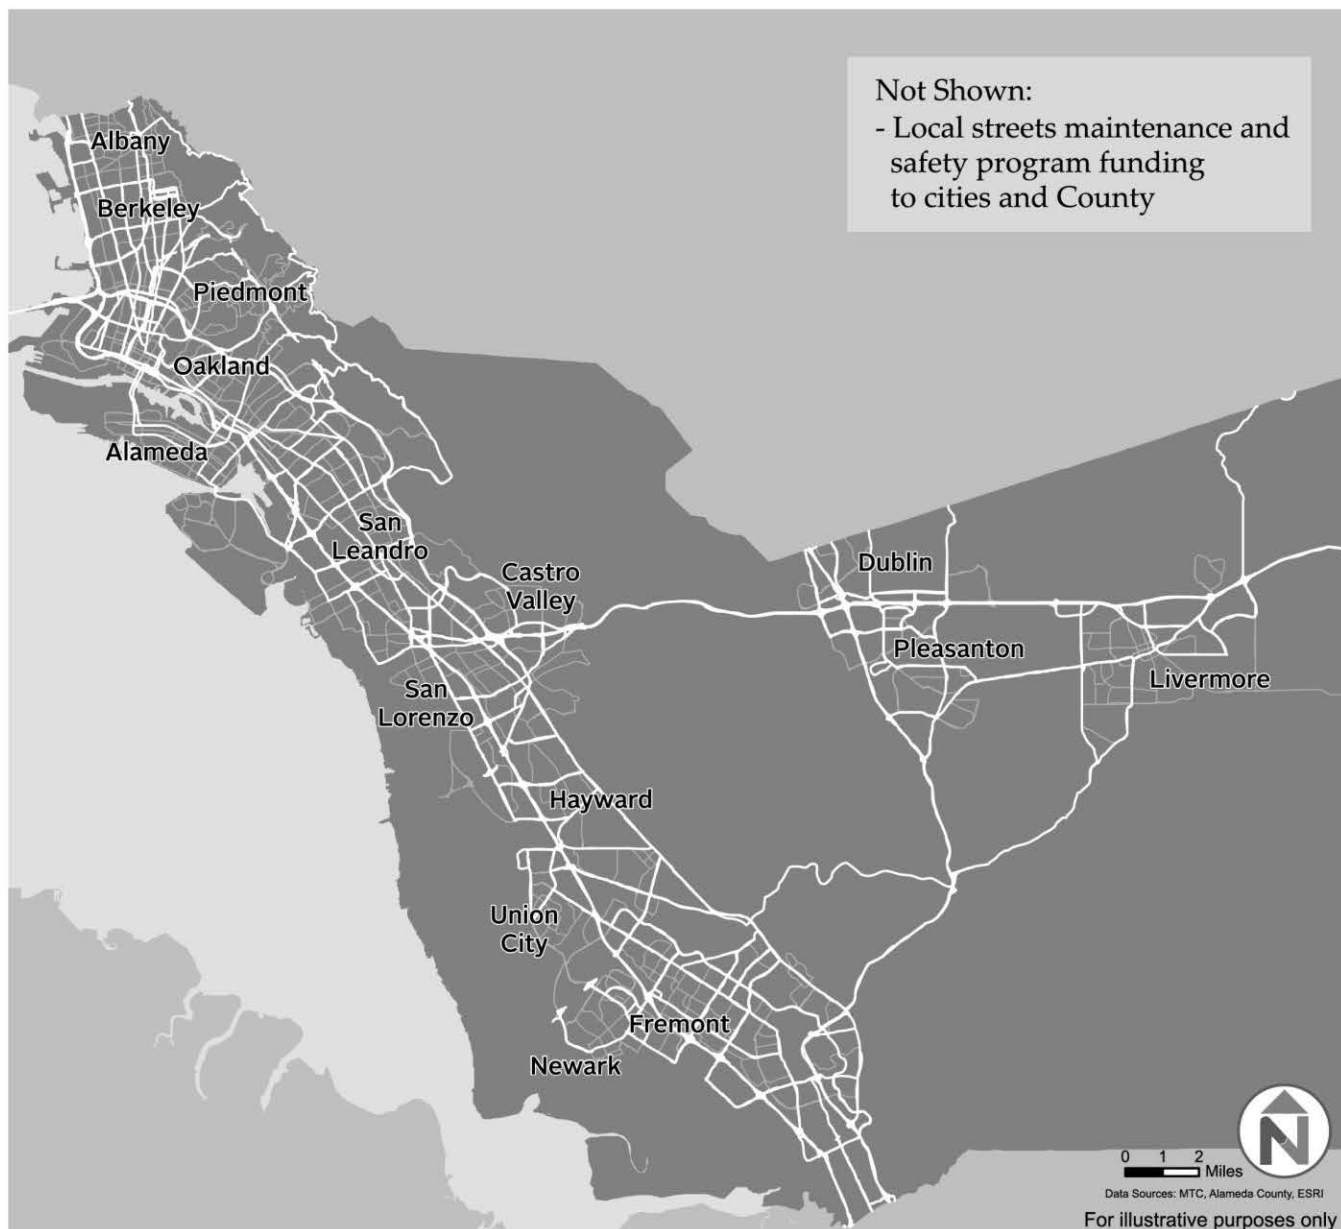 Not Shown:
- Local streets maintenance and
safety program funding
to cities and County
Albany
Berkeley
Piedmont
Oakland
Alameda
San
Leandro
Castro
Valley
Dublin
Pleasanton
Livermore
San
Lorenzo
Hayward
Union
City
Fremont
Newark
N
0 1 2
Miles
Data Sources: MTC, Alameda County, ESRI
For illustrative purposes only